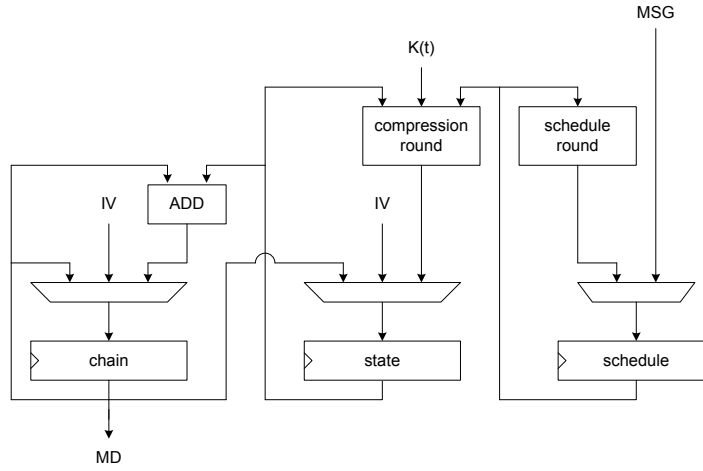 MSG
K(t)
compression
round
schedule
round
IV
ADD
IV
chain
state
schedule
MD